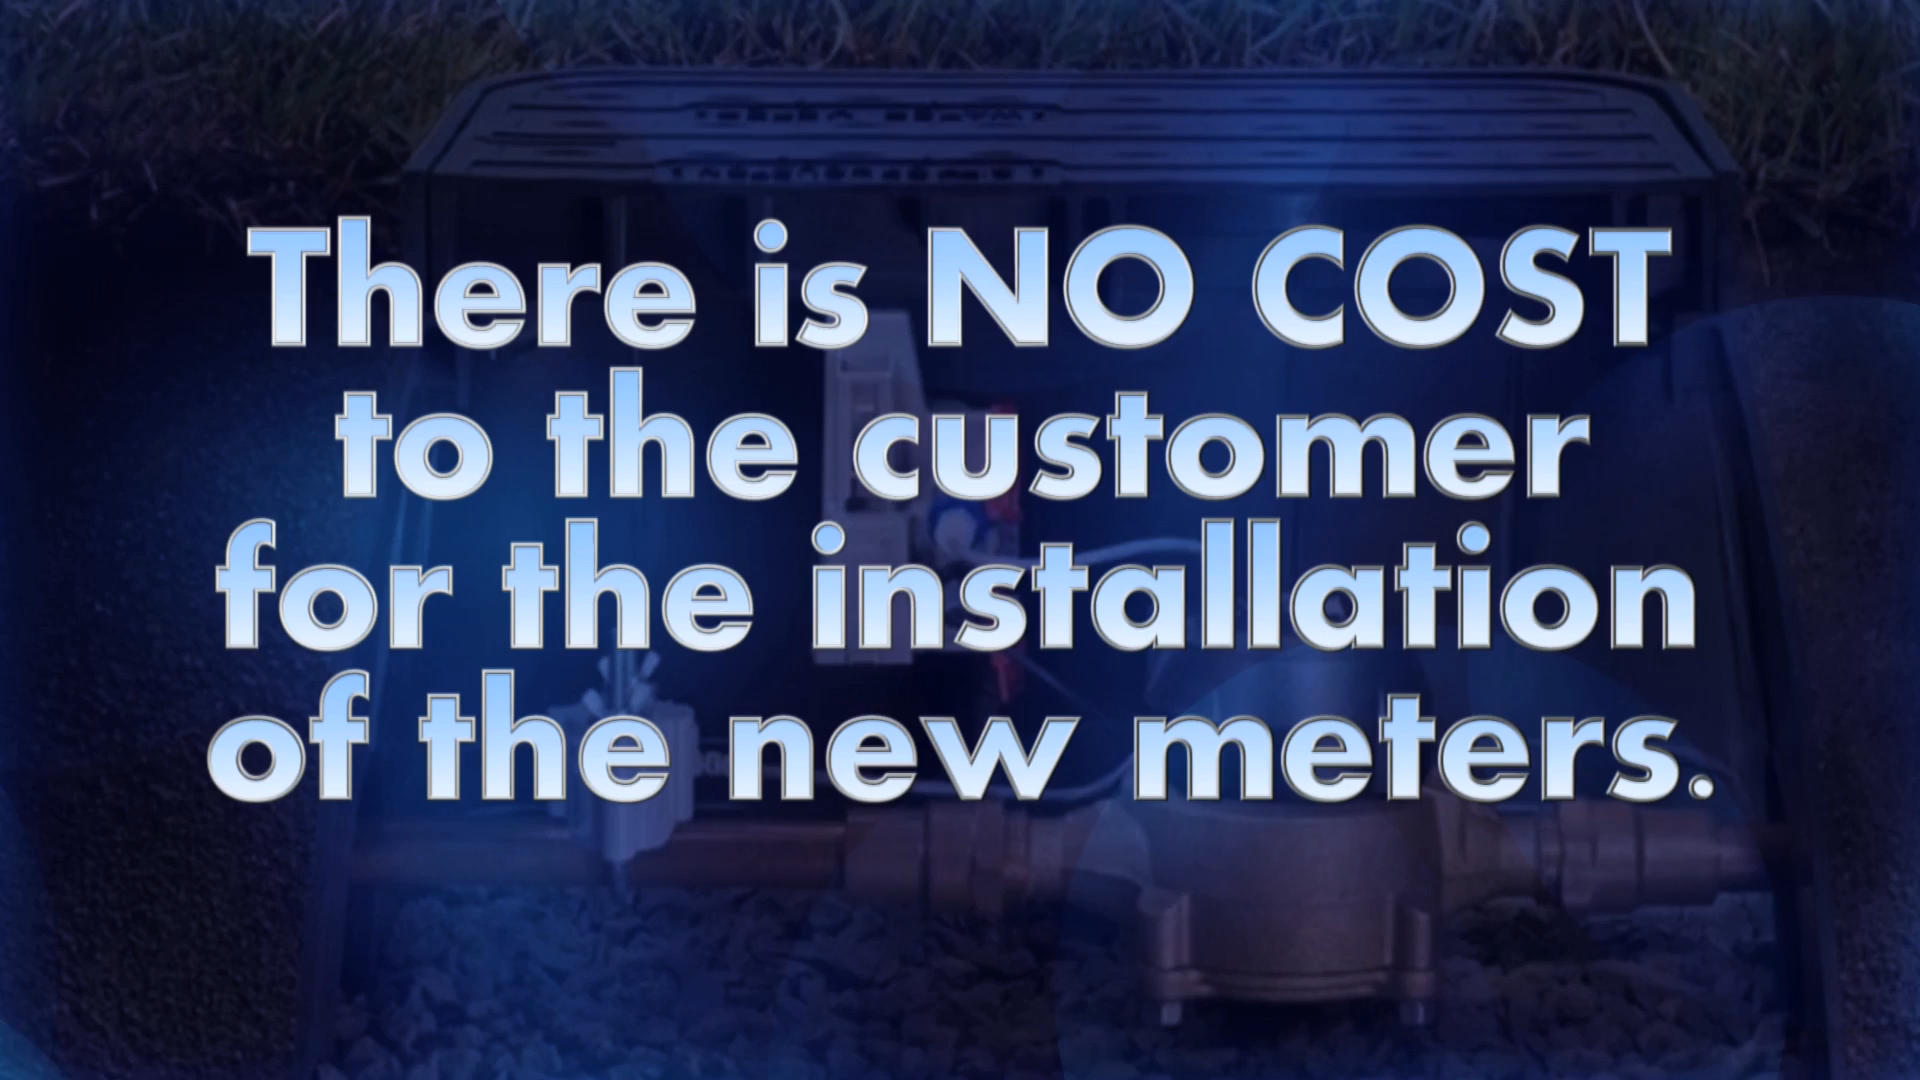 There is NO COST
to the customer
for the installation
of the new meters.